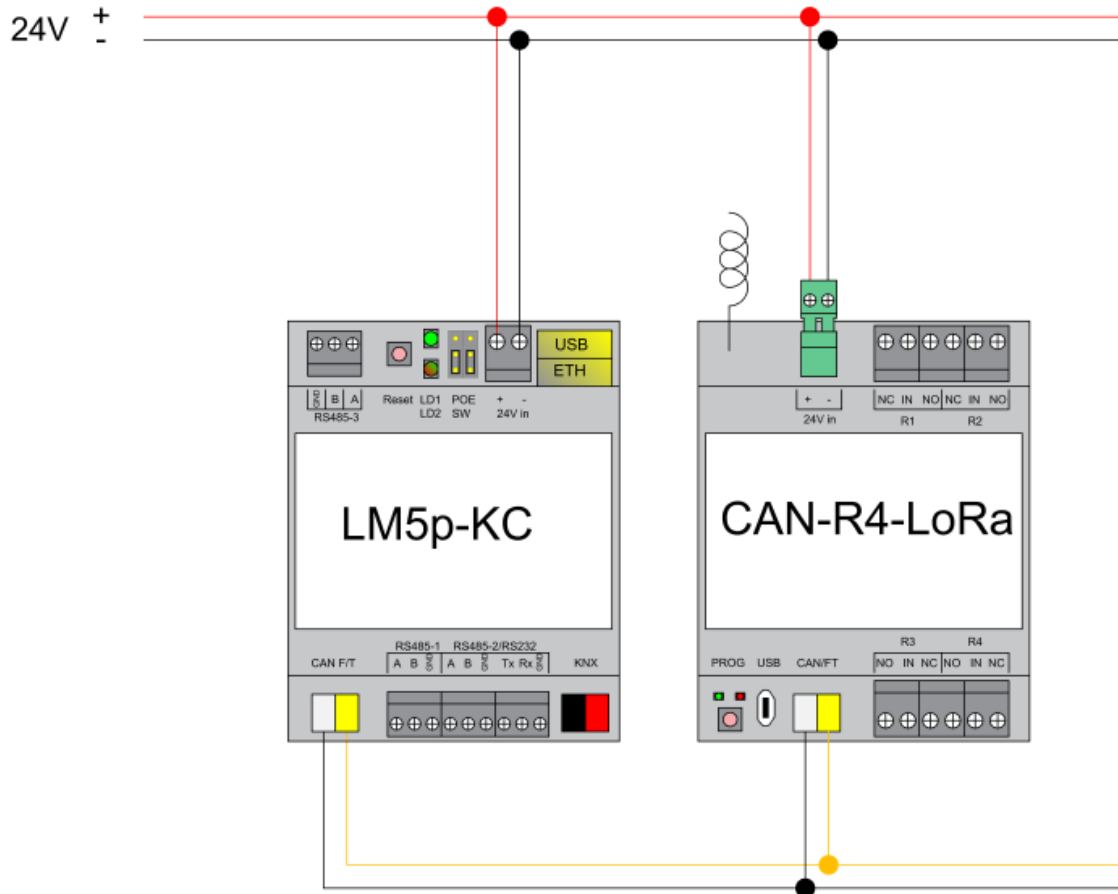 24V + -
USB
ETH
GND B A
RS485-3
Reset LD1 POE + -
LD2 SW 24V in
+ -
24V in
NC IN NO NC IN NO
R1 R2
LM5p-KC
CAN-R4-LoRa
RS485-1 RS485-2/RS232
CAN F/T A B GND A B GND Tx Rx GND KNX
R3 R4
PROG USB CAN/FT NO IN NC NO IN NC